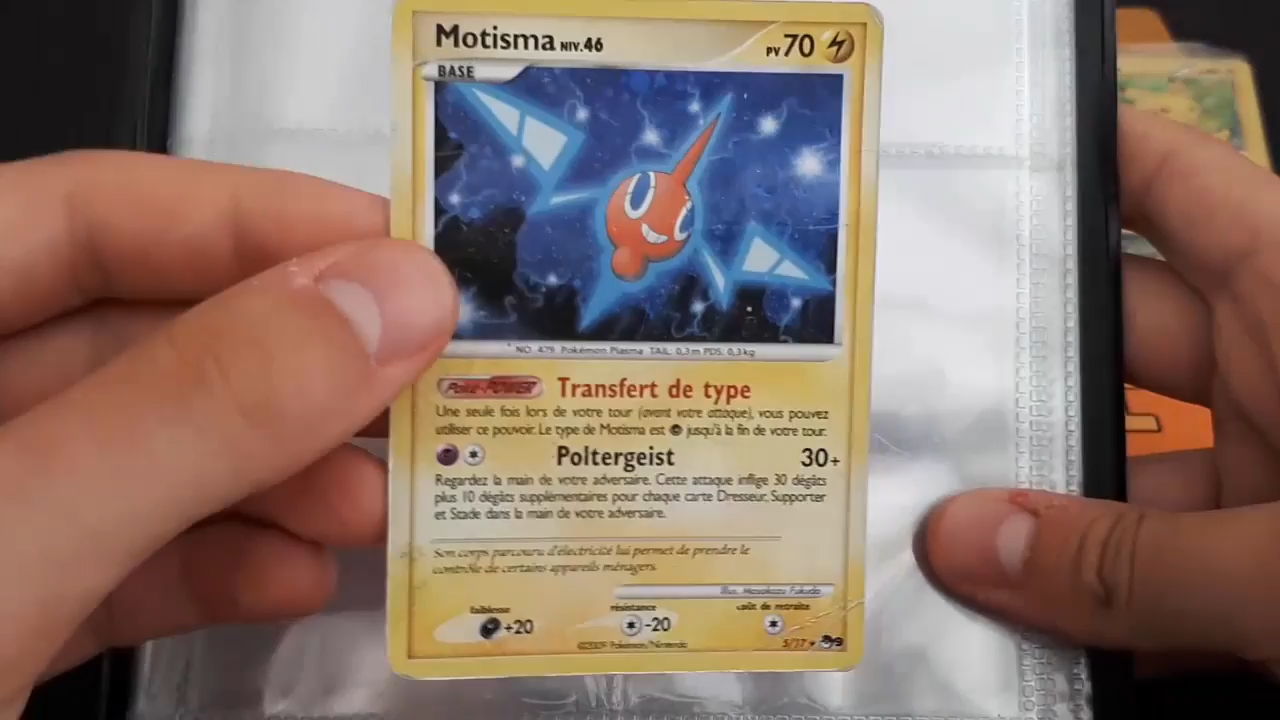 Motisma NIV.46
PV 70
BASE
NO. 479 Pokémon Plasma TAIL: 0,3 m PDS: 0,3 kg
Poké-POWER Transfert de type
Une seule fois lors de votre tour (avant votre attaque), vous pouvez
utiliser ce pouvoir. Le type de Motisma est jusqu'à la fin de votre tour.
Poltergeist 30+
Regardez la main de votre adversaire. Cette attaque inflige 30 dégâts
plus 10 dégâts supplémentaires pour chaque carte Dresseur, Supporter
et Stade dans la main de votre adversaire.
Son corps parcouru d'électricité lui permet de prendre le
contrôle de certains appareils ménagers.
Illus. Masakazu Fukuda
faiblesse résistance coût de retraite
+20 -20
©2009 Pokémon/Nintendo 5/17 9